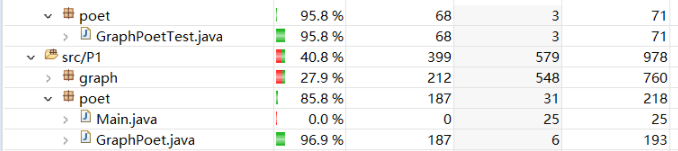 poet 95.8 % 68 3 71
GraphPoetTest.java 95.8 % 68 3 71
src/P1 40.8 % 399 579 978
graph 27.9 % 212 548 760
poet 85.8 % 187 31 218
Main.java 0.0 % 0 25 25
GraphPoet.java 96.9 % 187 6 193